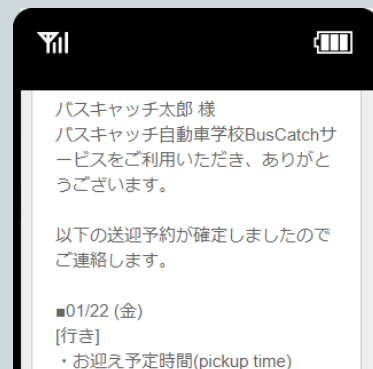 バスキャッチ太郎 様
バスキャッチ自動車学校BusCatchサ
ービスをご利用いただき、ありがと
うございます。
以下の送迎予約が確定しましたので
ご連絡します。
■01/22 (金)
[行き]
・お迎え予定時間(pickup time)